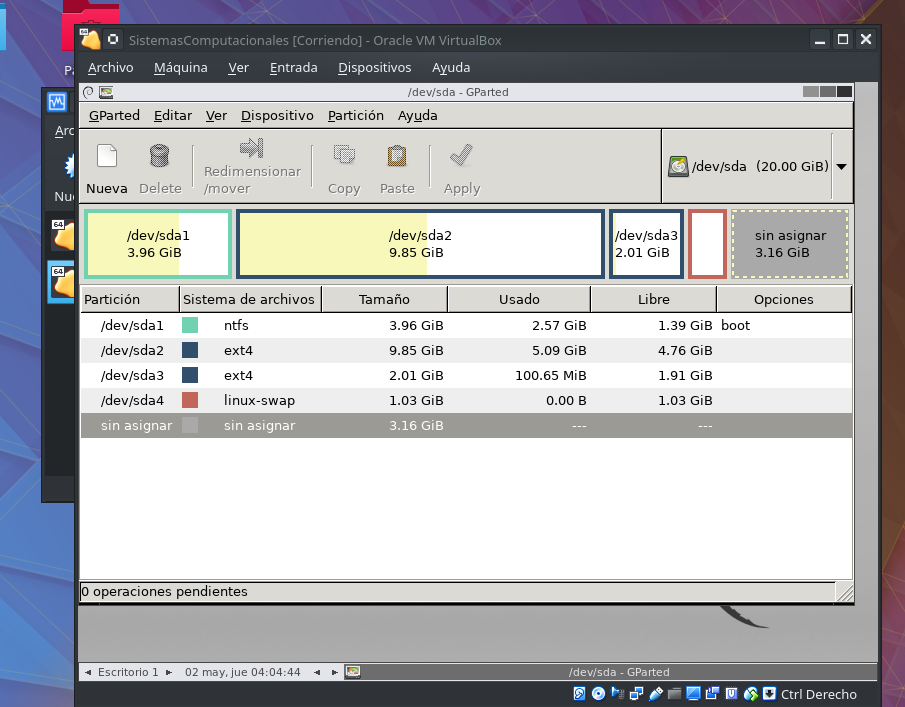 SistemasComputacionales [Corriendo] - Oracle VM VirtualBox
Archivo Máquina Ver Entrada Dispositivos Ayuda
/dev/sda - GParted
GParted Editar Ver Dispositivo Partición Ayuda
Nueva Delete Redimensionar /mover Copy Paste Apply /dev/sda (20.00 GiB)
/dev/sda1 /dev/sda2 /dev/sda3 sin asignar
3.96 GiB 9.85 GiB 2.01 GiB 3.16 GiB
Partición Sistema de archivos Tamaño Usado Libre Opciones
/dev/sda1 ntfs 3.96 GiB 2.57 GiB 1.39 GiB boot
/dev/sda2 ext4 9.85 GiB 5.09 GiB 4.76 GiB
/dev/sda3 ext4 2.01 GiB 100.65 MiB 1.91 GiB
/dev/sda4 linux-swap 1.03 GiB 0.00 B 1.03 GiB
sin asignar sin asignar 3.16 GiB --- ---
0 operaciones pendientes
Escritorio 1 02 may, jue 04:04:44 /dev/sda - GParted
Ctrl Derecho
64
64